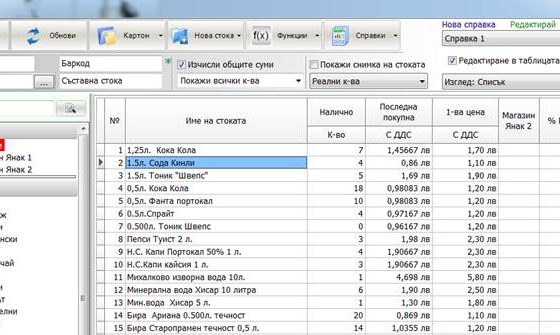 Обнови Картон Нова стока f(x) Функции Справки
Нова справка Редактирай
Справка 1
Баркод * Изчисли общите суми Покажи снимка на стоката
Редактиране в таблицата
... Съставна стока Покажи всички к-ва Реални к-ва
Изглед: Списък
№ Име на стоката Налично Последна покупна 1-ва цена Магазин Янак 2
К-во С ДДС С ДДС
1 1,25л. Кока Кола 7 1,45667 лв 1,70 лв
2 1.5л. Сода Кинли 4 0,86 лв 1,10 лв
3 1.5л. Тоник "Швепс" 5 1,69 лв 1,90 лв
4 0,5л. Кока Кола 18 0,98083 лв 1,20 лв
5 0,5л. Фанта портокал 10 0,98083 лв 1,20 лв
6 0.5л.Спрайт 4 0,97167 лв 1,20 лв
7 0.500л. Тоник Швепс 0 0,96167 лв 1,20 лв
8 Пепси Туист 2 л. 3 1,98 лв 2,30 лв
9 Н.С. Капи Портокал 50% 1 л. 3 1,90667 лв 2,30 лв
10 Н.С.Капи кайсия 1 л. 3 1,90667 лв 2,30 лв
11 Михалково изворна вода 10л. 1 4,698 лв 5,80 лв
12 Минерална вода Хисар 10 литра 6 1,90 лв 2,50 лв
13 Мин.вода Хисар 5 л. 3 1,30 лв 1,80 лв
14 Бира Ариана 0.500л. течност 20 0,869 лв 1,10 лв
15 Бира Старопрамен течност 0,5 л. 14 1,0355 лв 1,20 лв
н Янак 1
н Янак 2
ж
нски
чай